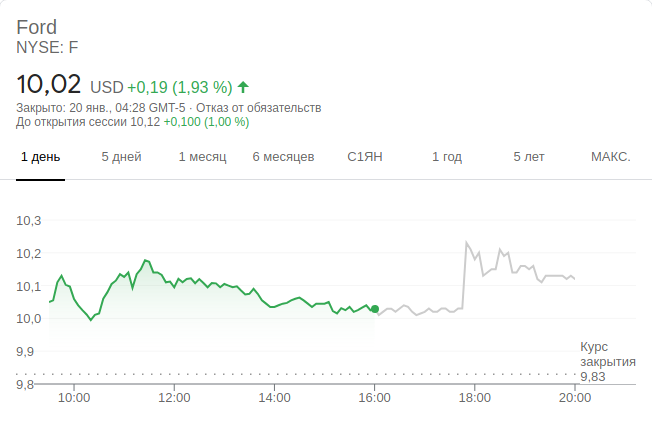 Ford
NYSE: F
10,02 USD +0,19 (1,93 %)
Закрыто: 20 янв., 04:28 GMT-5 · Отказ от обязательств
До открытия сессии 10,12 +0,100 (1,00 %)
1 день 5 дней 1 месяц 6 месяцев С1ЯН 1 год 5 лет МАКС.
10,3
10,2
10,1
10,0
9,9
9,8
Курс
закрытия
9,83
10:00 12:00 14:00 16:00 18:00 20:00